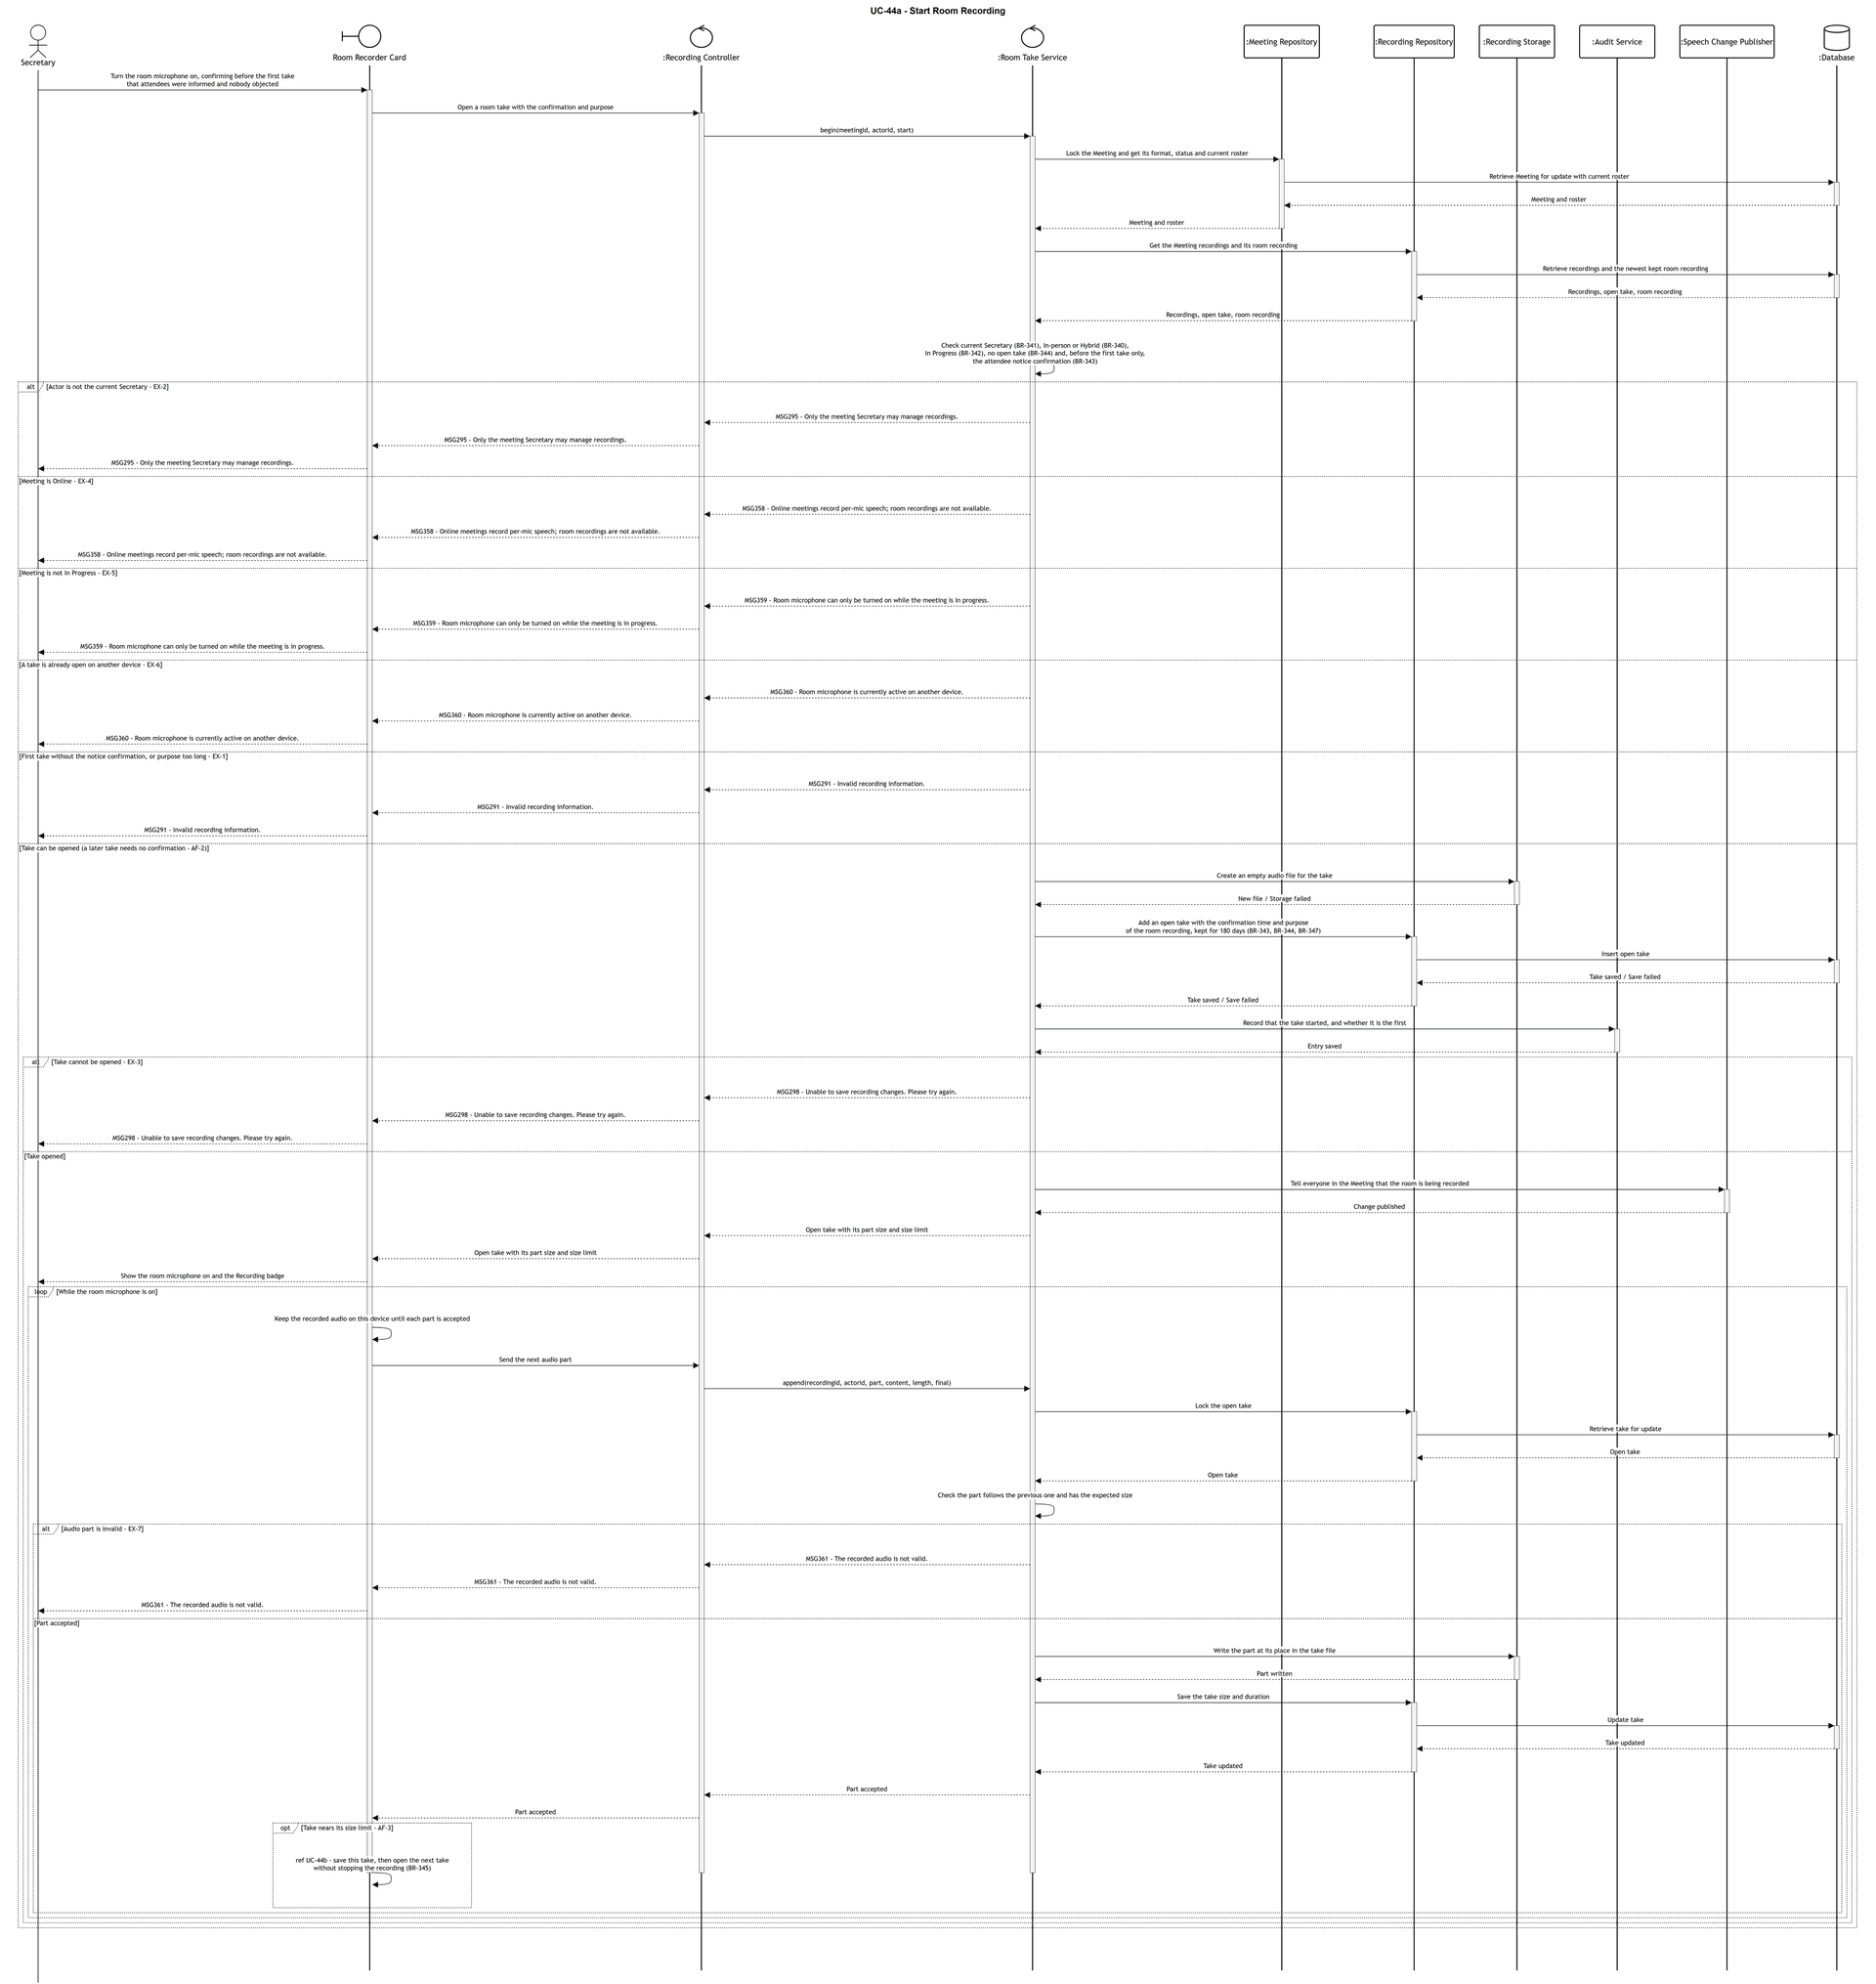 UC-44a - Start Room Recording
Secretary
Room Recorder Card
:Recording Controller
:Room Take Service
:Meeting Repository
:Recording Repository
:Recording Storage
:Audit Service
:Speech Change Publisher
:Database
Turn the room microphone on, confirming before the first take
that attendees were informed and nobody objected
Open a room take with the confirmation and purpose
begin(meetingId, actorId, start)
Lock the Meeting and get its format, status and current roster
Retrieve Meeting for update with current roster
Meeting and roster
Meeting and roster
Get the Meeting recordings and its room recording
Retrieve recordings and the newest kept room recording
Recordings, open take, room recording
Recordings, open take, room recording
Check current Secretary (BR-341), In-person or Hybrid (BR-340),
In Progress (BR-342), no open take (BR-344) and, before the first take only,
the attendee notice confirmation (BR-343)
alt [Actor is not the current Secretary - EX-2]
MSG295 - Only the meeting Secretary may manage recordings.
MSG295 - Only the meeting Secretary may manage recordings.
MSG295 - Only the meeting Secretary may manage recordings.
[Meeting is Online - EX-4]
MSG358 - Online meetings record per-mic speech; room recordings are not available.
MSG358 - Online meetings record per-mic speech; room recordings are not available.
MSG358 - Online meetings record per-mic speech; room recordings are not available.
[Meeting is not In Progress - EX-5]
MSG359 - Room microphone can only be turned on while the meeting is in progress.
MSG359 - Room microphone can only be turned on while the meeting is in progress.
MSG359 - Room microphone can only be turned on while the meeting is in progress.
[A take is already open on another device - EX-6]
MSG360 - Room microphone is currently active on another device.
MSG360 - Room microphone is currently active on another device.
MSG360 - Room microphone is currently active on another device.
[First take without the notice confirmation, or purpose too long - EX-1]
MSG291 - Invalid recording information.
MSG291 - Invalid recording information.
MSG291 - Invalid recording information.
[Take can be opened (a later take needs no confirmation - AF-2)]
Create an empty audio file for the take
New file / Storage failed
Add an open take with the confirmation time and purpose
of the room recording, kept for 180 days (BR-343, BR-344, BR-347)
Insert open take
Take saved / Save failed
Take saved / Save failed
Record that the take started, and whether it is the first
Entry saved
alt [Take cannot be opened - EX-3]
MSG298 - Unable to save recording changes. Please try again.
MSG298 - Unable to save recording changes. Please try again.
MSG298 - Unable to save recording changes. Please try again.
[Take opened]
Tell everyone in the Meeting that the room is being recorded
Change published
Open take with its part size and size limit
Open take with its part size and size limit
Show the room microphone on and the Recording badge
loop [While the room microphone is on]
Keep the recorded audio on this device until each part is accepted
Send the next audio part
append(recordingId, actorId, part, content, length, final)
Lock the open take
Retrieve take for update
Open take
Open take
Check the part follows the previous one and has the expected size
alt [Audio part is invalid - EX-7]
MSG361 - The recorded audio is not valid.
MSG361 - The recorded audio is not valid.
MSG361 - The recorded audio is not valid.
[Part accepted]
Write the part at its place in the take file
Part written
Save the take size and duration
Update take
Take updated
Take updated
Part accepted
Part accepted
opt [Take nears its size limit - AF-3]
ref UC-44b - save this take, then open the next take
without stopping the recording (BR-345)